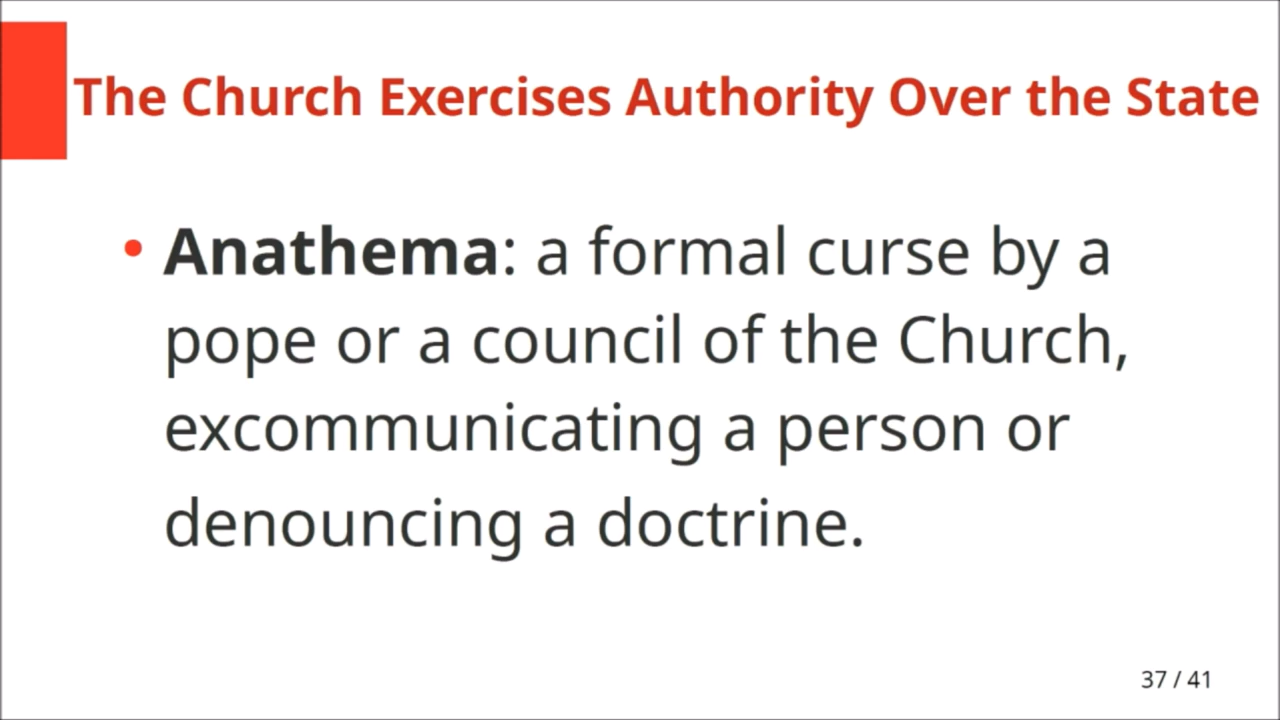 The Church Exercises Authority Over the State
• Anathema: a formal curse by a
pope or a council of the Church,
excommunicating a person or
denouncing a doctrine.
37 / 41